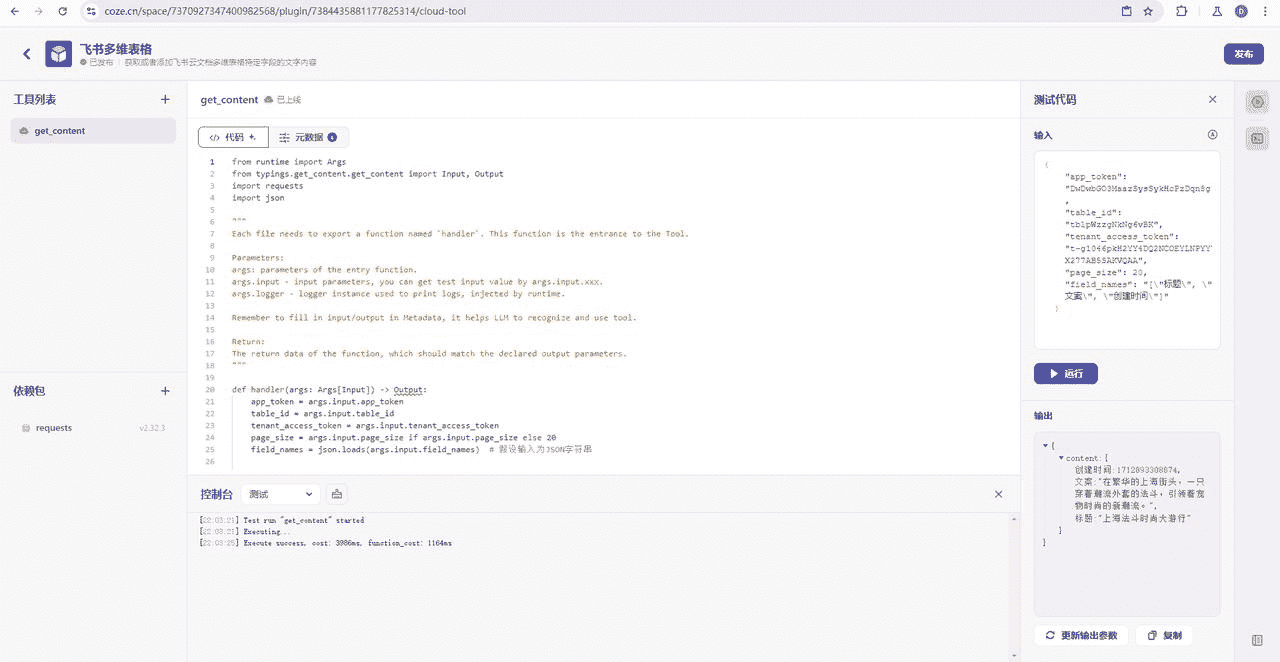 coze.cn/space/7370927347400982568/plugin/7384435881177825314/cloud-tool
飞书多维表格
已发布 | 获取或者添加飞书云文档多维表格特定字段的文字内容
发布
工具列表
get_content
依赖包
requests v2.32.3
get_content 已上线
代码 元数据
1 from runtime import Args
2 from typings.get_content.get_content import Input, Output
3 import requests
4 import json
5
6 """
7 Each file needs to export a function named `handler`. This function is the entrance to the Tool.
8
9 Parameters:
10 args: parameters of the entry function.
11 args.input - input parameters, you can get test input value by args.input.xxx.
12 args.logger - logger instance used to print logs, injected by runtime.
13
14 Remember to fill in input/output in Metadata, it helps LLM to recognize and use tool.
15
16 Return:
17 The return data of the function, which should match the declared output parameters.
18 """
19
20 def handler(args: Args[Input]) -> Output:
21 app_token = args.input.app_token
22 table_id = args.input.table_id
23 tenant_access_token = args.input.tenant_access_token
24 page_size = args.input.page_size if args.input.page_size else 20
25 field_names = json.loads(args.input.field_names) # 假设输入为JSON字符串
26
控制台 测试
[22:03:21] Test run "get_content" started
[22:03:21] Executing...
[22:03:25] Execute success, cost: 3986ms, function_cost: 1164ms
测试代码
输入
{
"app_token":
,
"table_id":
"tblpWzzgNkNg6vBK",
"tenant_access_token":
"page_size": 20,
"field_names": "[\"标题\", \"
文案\", \"创建时间\"]"
}
运行
输出
{
content:{
创建时间:1712893308874,
文案:"在繁华的上海街头，一只
穿着潮流外套的法斗，引领着宠
物时尚的新潮流。",
标题:"上海法斗时尚大游行"
}
}
更新输出参数 复制